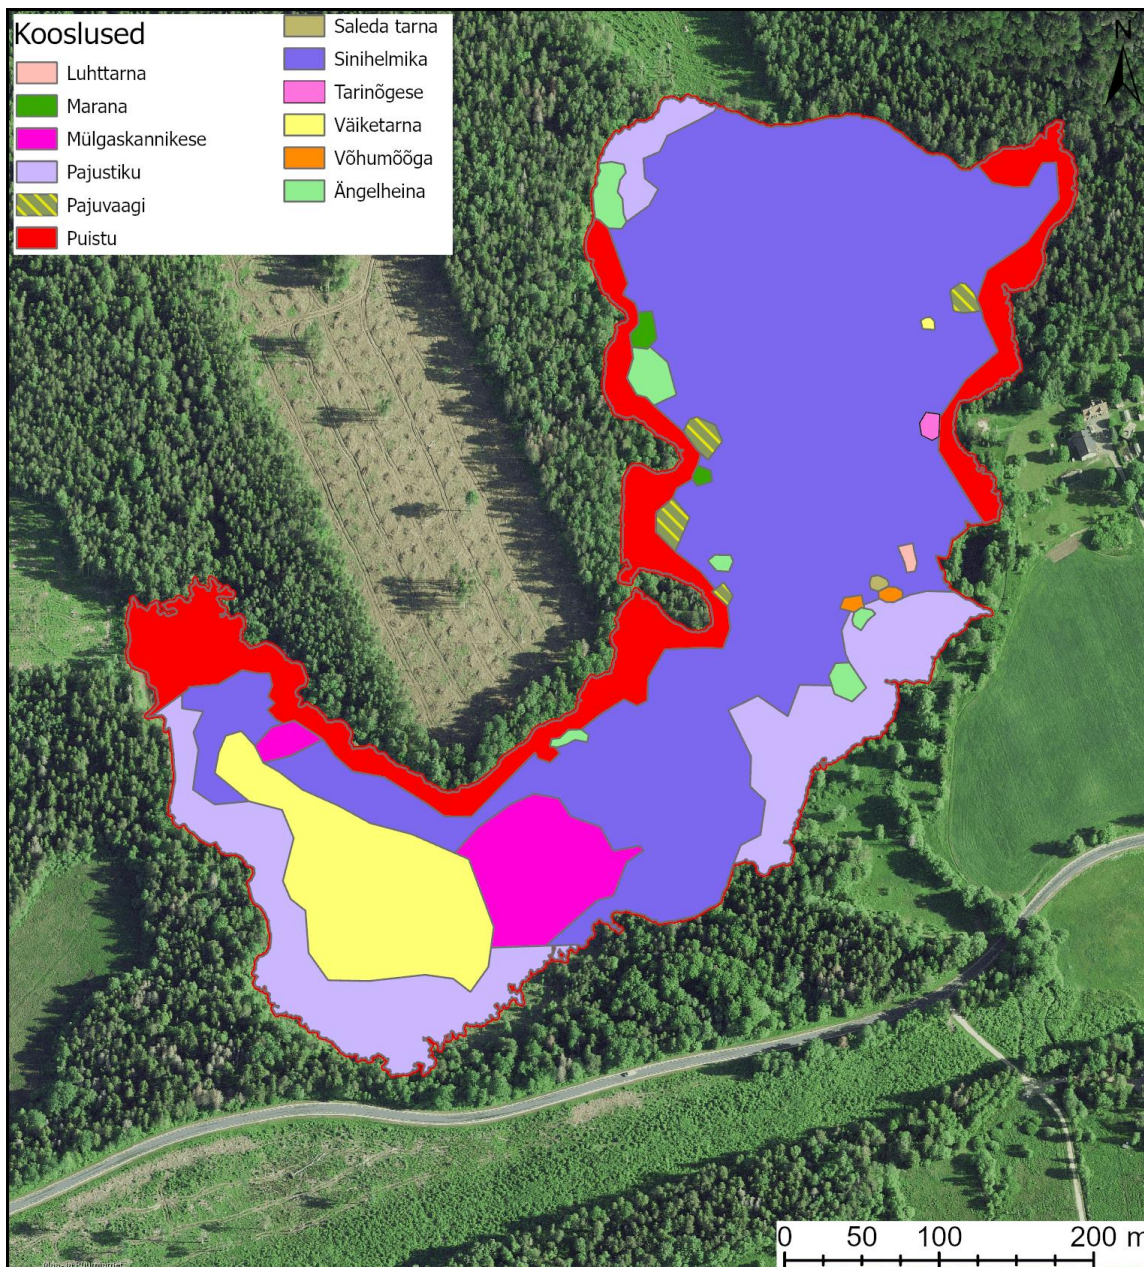 Kooslused
Luhttarna
Marana
Mülgaskannikese
Pajustiku
Pajuvaagi
Puistu
Saleda tarna
Sinihelmika
Tarinõgese
Väiketarna
Võhumõõga
Ängelheina
N
0 50 100 200 m